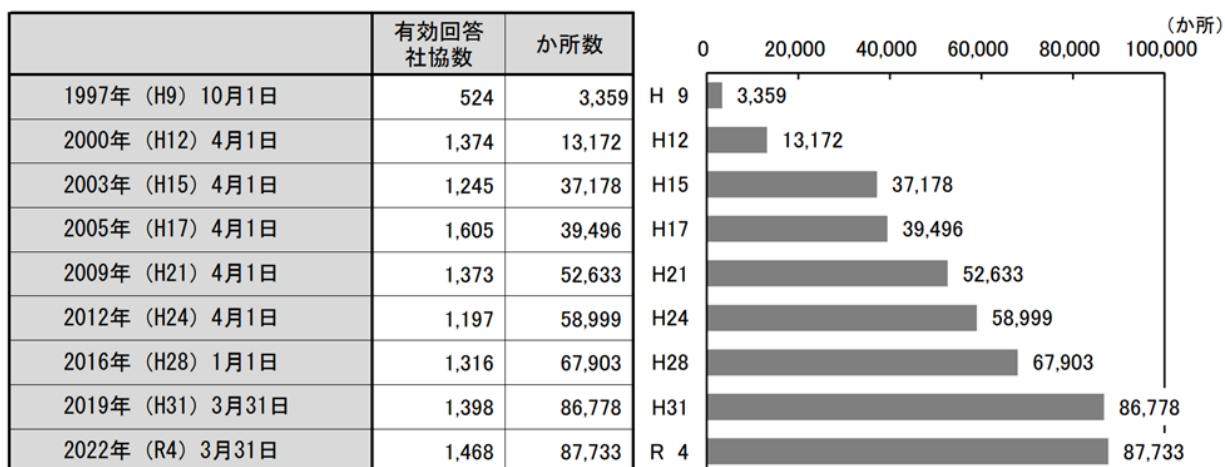 有効回答社協数 か所数
1997年（H9）10月1日 524 3,359
2000年（H12）4月1日 1,374 13,172
2003年（H15）4月1日 1,245 37,178
2005年（H17）4月1日 1,605 39,496
2009年（H21）4月1日 1,373 52,633
2012年（H24）4月1日 1,197 58,999
2016年（H28）1月1日 1,316 67,903
2019年（H31）3月31日 1,398 86,778
2022年（R4）3月31日 1,468 87,733
（か所）
0 20,000 40,000 60,000 80,000 100,000
H 9 3,359
H12 13,172
H15 37,178
H17 39,496
H21 52,633
H24 58,999
H28 67,903
H31 86,778
R 4 87,733